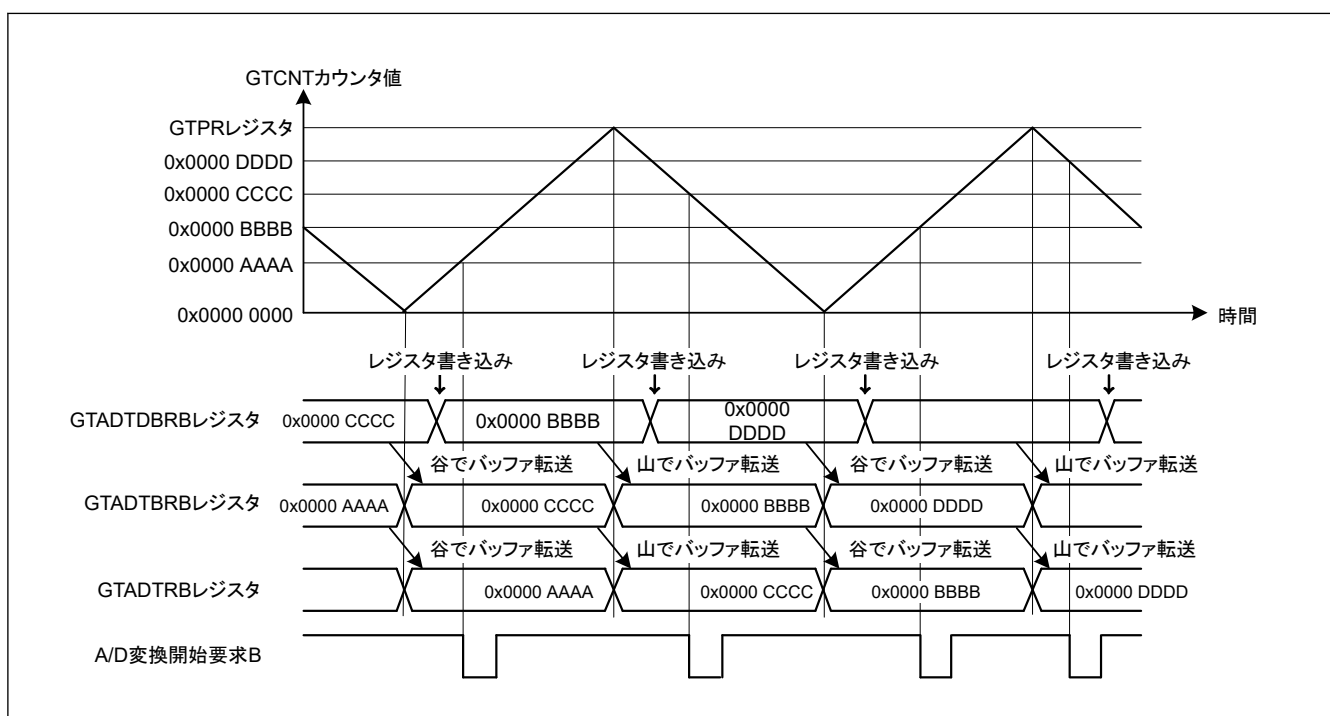 GTCNTカウンタ値
GTPRレジスタ
0x0000 DDDD
0x0000 CCCC
0x0000 BBBB
0x0000 AAAA
0x0000 0000
時間
レジスタ書き込み レジスタ書き込み レジスタ書き込み レジスタ書き込み
GTADTDBRBレジスタ 0x0000 CCCC 0x0000 BBBB 0x0000
DDDD
谷でバッファ転送 山でバッファ転送 谷でバッファ転送 山でバッファ転送
GTADTBRBレジスタ 0x0000 AAAA 0x0000 CCCC 0x0000 BBBB 0x0000 DDDD
谷でバッファ転送 山でバッファ転送 谷でバッファ転送 山でバッファ転送
GTADTRBレジスタ 0x0000 AAAA 0x0000 CCCC 0x0000 BBBB 0x0000 DDDD
A/D変換開始要求B